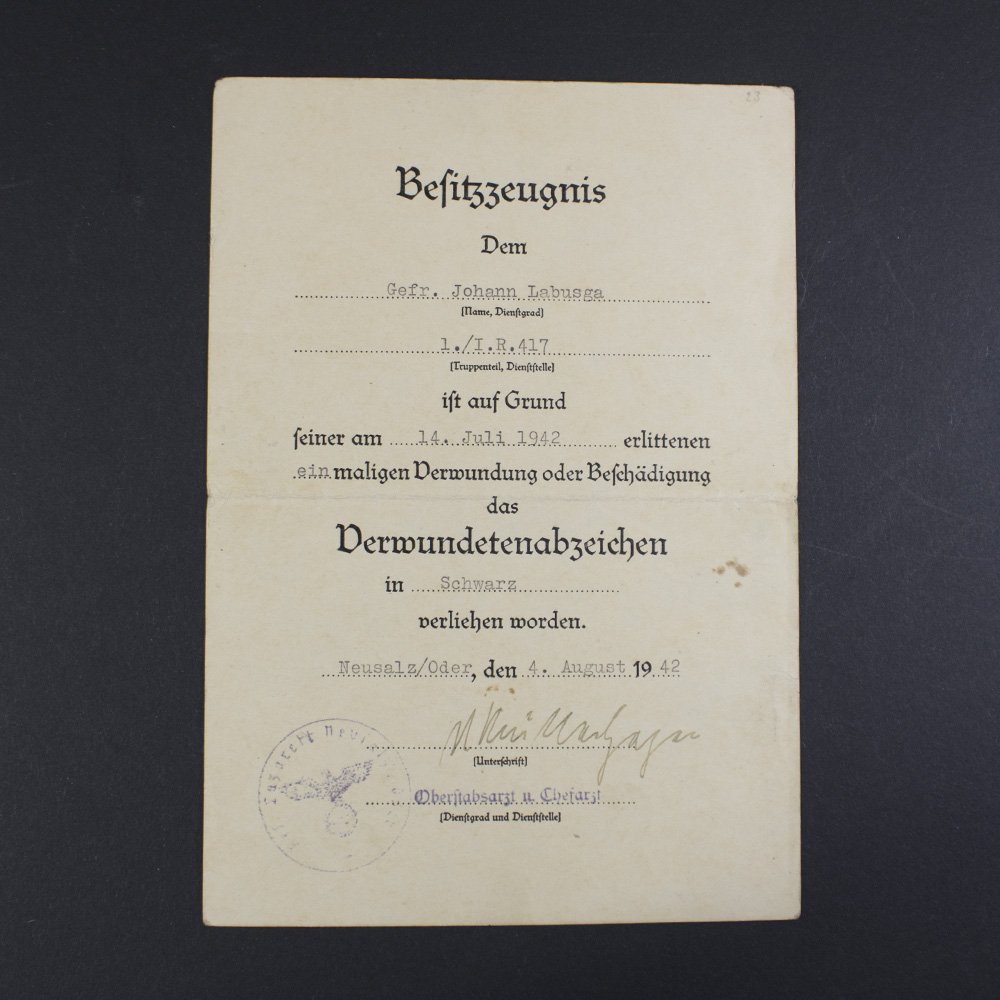 23
Besitzzeugnis
Dem
Gefr. Johann Labusga
(Name, Dienstgrad)
1./I.R.417
(Truppenteil, Dienststelle)
ist auf Grund
seiner am 14. Juli 1942 erlittenen
ein maligen Verwundung oder Beschädigung
das
Verwundetenabzeichen
in Schwarz
verliehen worden.
Neusalz/Oder, den 4. August 1942
(Unterschrift)
Oberstabsarzt u. Chefarzt
(Dienstgrad und Dienststelle)